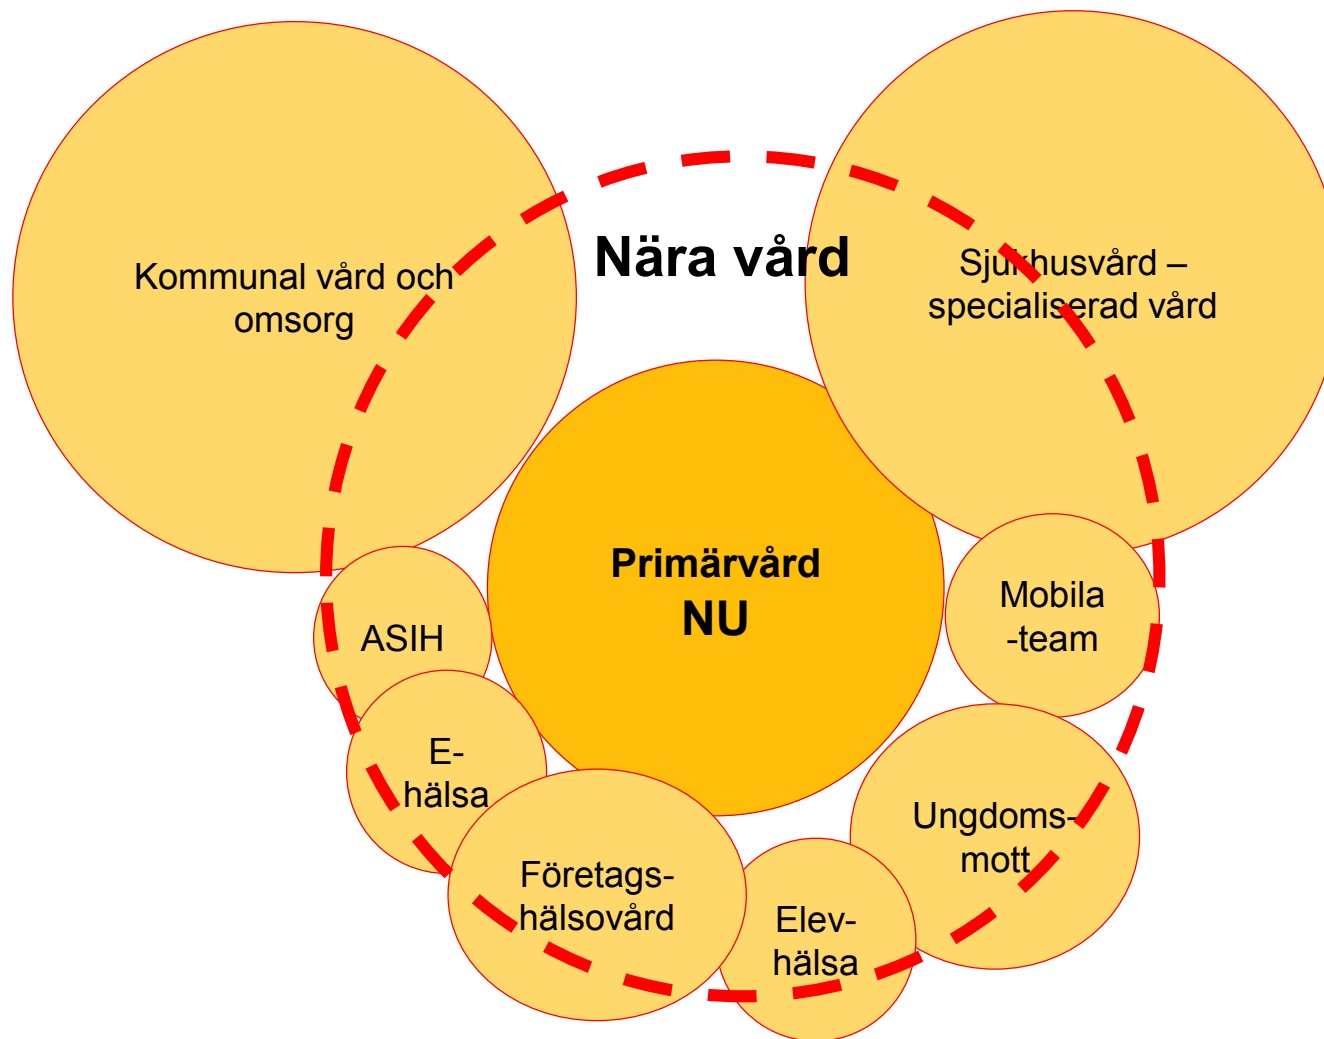 Nära vård
Kommunal vård och
omsorg
Sjukhusvård –
specialiserad vård
Primärvård
NU
ASIH
Mobila
-team
E-
hälsa
Ungdoms-
mott
Företags-
hälsovård
Elev-
hälsa